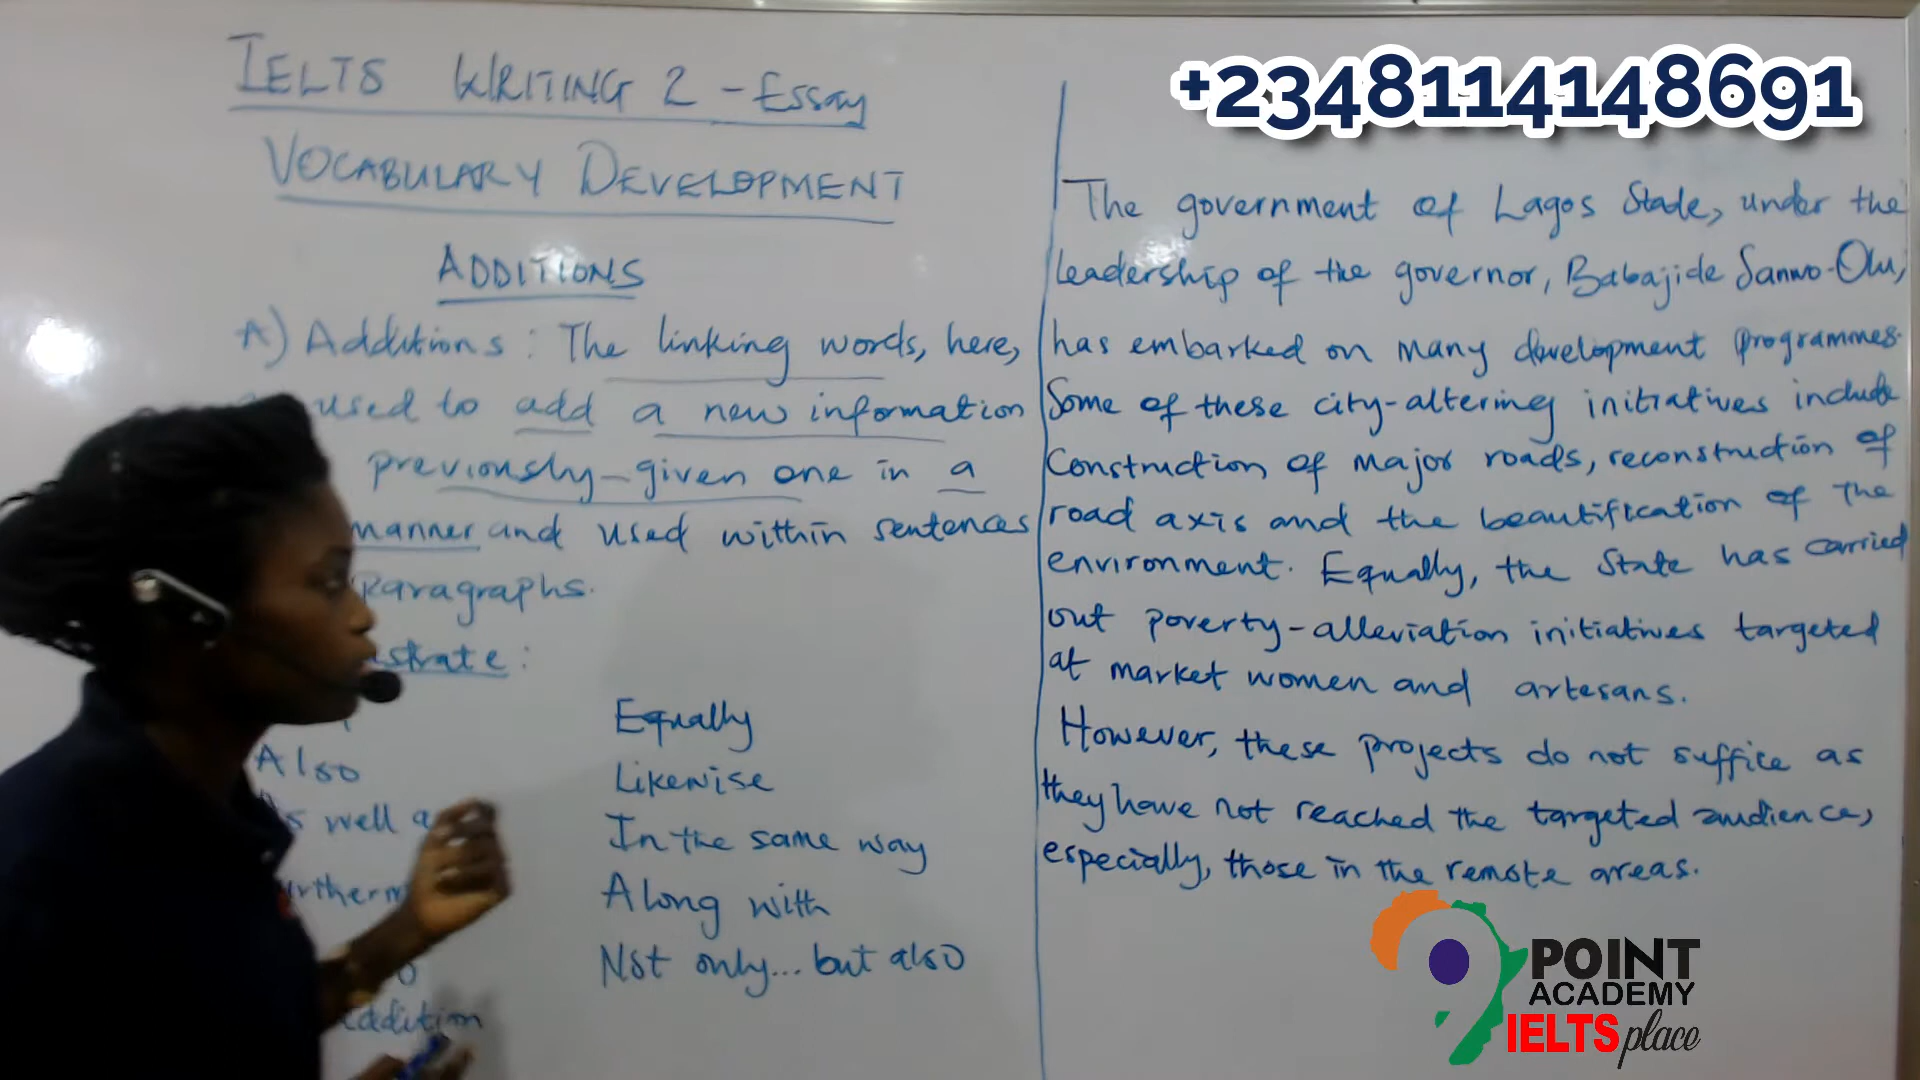 IELTS WRITING 2 - Essay
VOCABULARY DEVELOPMENT
ADDITIONS
A) Additions: The linking words, here,
used to add a new information
previously-given one in a
manner and used within sentences
Paragraphs.
strate:
Also
s well a
urtherm
o
addition
Equally
Likewise
In the same way
Along with
Not only... but also
+2348114148691
The government of Lagos State, under the
leadership of the governor, Babajide Sanwo-Olu,
has embarked on many development programmes.
Some of these city-altering initiatives include
Construction of major roads, reconstruction of
road axis and the beautification of the
environment. Equally, the state has carried
out poverty-alleviation initiatives targeted
at market women and artesans.
However, these projects do not suffice as
they have not reached the targeted audience,
especially, those in the remote areas.
9 POINT
ACADEMY
IELTS place